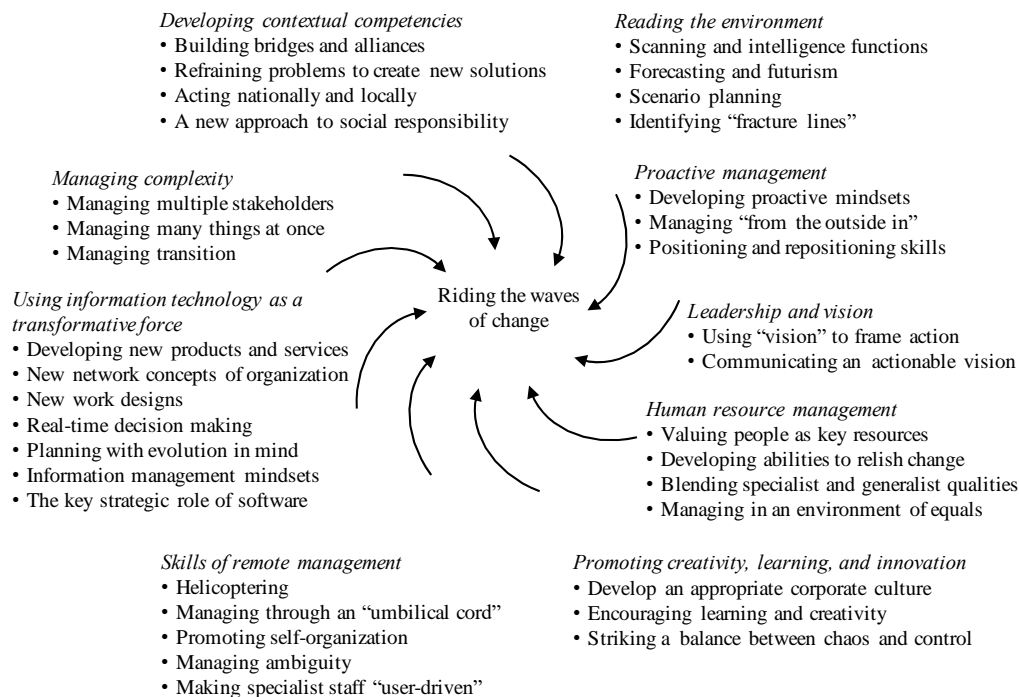 Developing contextual competencies
• Building bridges and alliances
• Refraining problems to create new solutions
• Acting nationally and locally
• A new approach to social responsibility
Reading the environment
• Scanning and intelligence functions
• Forecasting and futurism
• Scenario planning
• Identifying “fracture lines”
Managing complexity
• Managing multiple stakeholders
• Managing many things at once
• Managing transition
Proactive management
• Developing proactive mindsets
• Managing “from the outside in”
• Positioning and repositioning skills
Riding the waves
of change
Using information technology as a
transformative force
• Developing new products and services
• New network concepts of organization
• New work designs
• Real-time decision making
• Planning with evolution in mind
• Information management mindsets
• The key strategic role of software
Leadership and vision
• Using “vision” to frame action
• Communicating an actionable vision
Human resource management
• Valuing people as key resources
• Developing abilities to relish change
• Blending specialist and generalist qualities
• Managing in an environment of equals
Skills of remote management
• Helicoptering
• Managing through an “umbilical cord”
• Promoting self-organization
• Managing ambiguity
• Making specialist staff “user-driven”
Promoting creativity, learning, and innovation
• Develop an appropriate corporate culture
• Encouraging learning and creativity
• Striking a balance between chaos and control